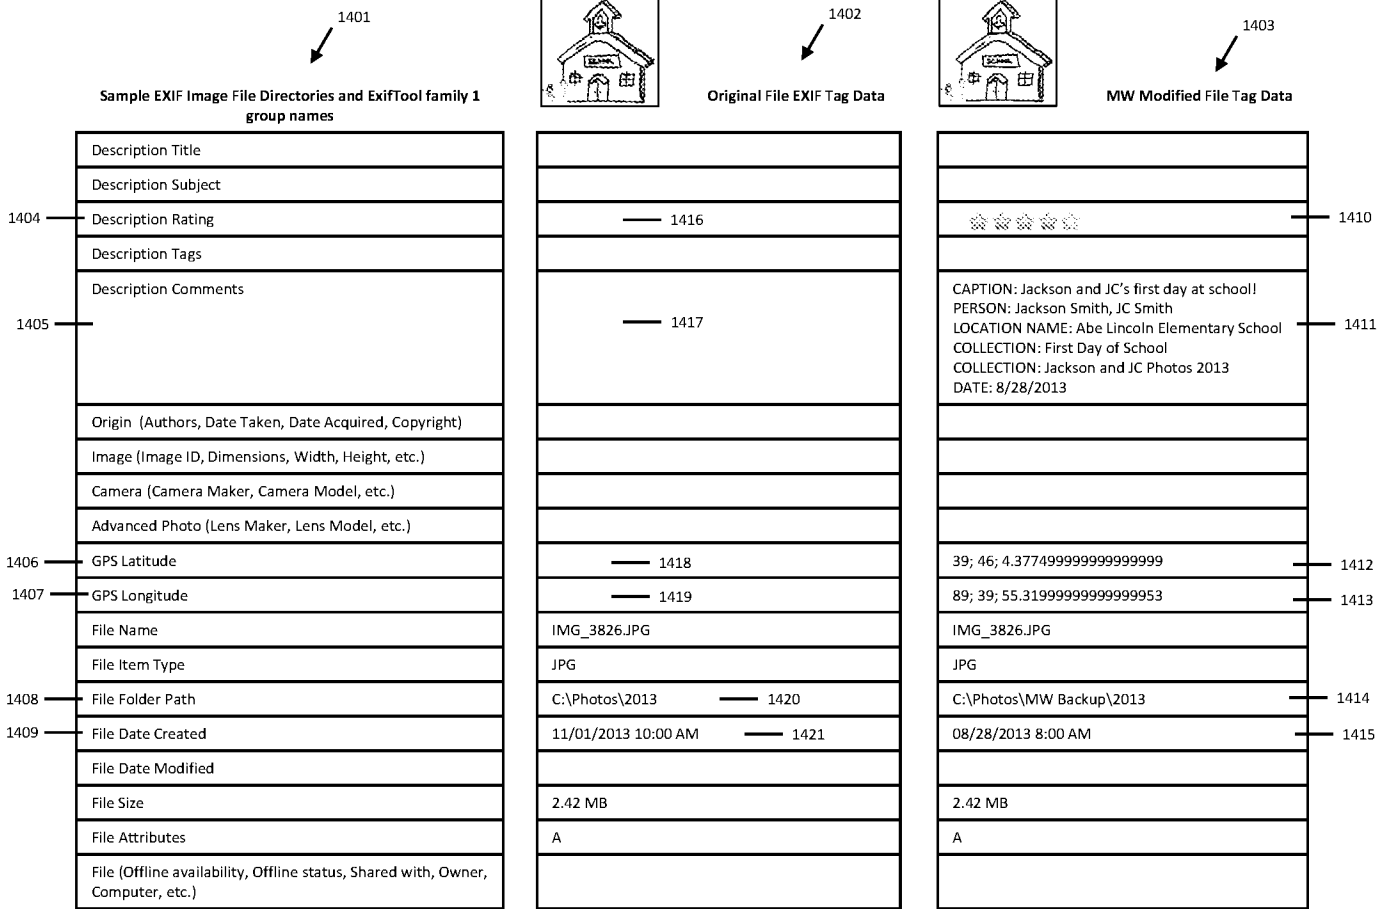 1401
1402
1403
SCHOOL
SCHOOL
Sample EXIF Image File Directories and ExifTool family 1
group names
Original File EXIF Tag Data
MW Modified File Tag Data
Description Title
Description Subject
1404 Description Rating 1416 1410
Description Tags
Description Comments
CAPTION: Jackson and JC's first day at school!
PERSON: Jackson Smith, JC Smith
1405 1417 LOCATION NAME: Abe Lincoln Elementary School 1411
COLLECTION: First Day of School
COLLECTION: Jackson and JC Photos 2013
DATE: 8/28/2013
Origin (Authors, Date Taken, Date Acquired, Copyright)
Image (Image ID, Dimensions, Width, Height, etc.)
Camera (Camera Maker, Camera Model, etc.)
Advanced Photo (Lens Maker, Lens Model, etc.)
1406 GPS Latitude 1418 39; 46; 4.377499999999999999 1412
1407 GPS Longitude 1419 89; 39; 55.31999999999999953 1413
File Name IMG_3826.JPG IMG_3826.JPG
File Item Type JPG JPG
1408 File Folder Path C:\Photos\2013 1420 C:\Photos\MW Backup\2013 1414
1409 File Date Created 11/01/2013 10:00 AM 1421 08/28/2013 8:00 AM 1415
File Date Modified
File Size 2.42 MB 2.42 MB
File Attributes A A
File (Offline availability, Offline status, Shared with, Owner,
Computer, etc.)